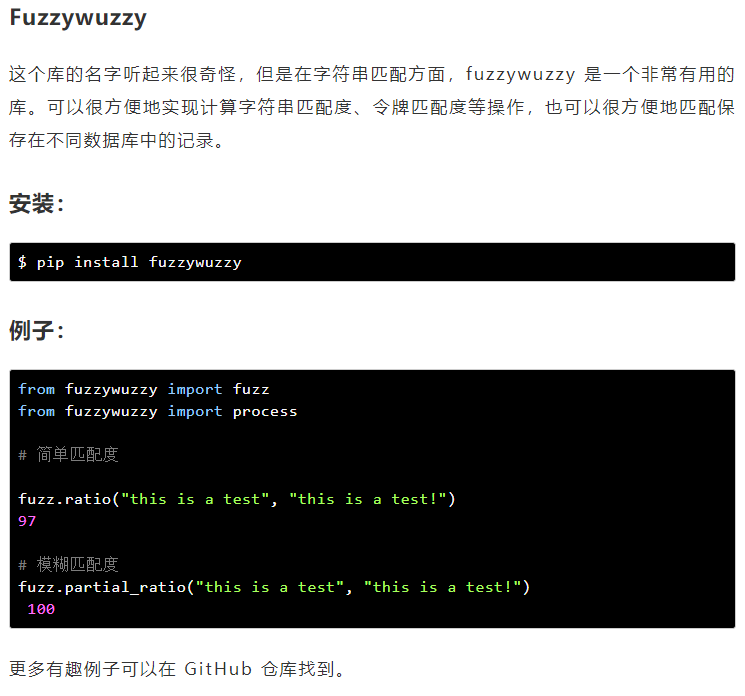 Fuzzywuzzy
这个库的名字听起来很奇怪，但是在字符串匹配方面，fuzzywuzzy 是一个非常有用的
库。可以很方便地实现计算字符串匹配度、令牌匹配度等操作，也可以很方便地匹配保
存在不同数据库中的记录。
安装：
$ pip install fuzzywuzzy
例子：
from fuzzywuzzy import fuzz
from fuzzywuzzy import process
# 简单匹配度
fuzz.ratio("this is a test", "this is a test!")
97
# 模糊匹配度
fuzz.partial_ratio("this is a test", "this is a test!")
100
更多有趣例子可以在 GitHub 仓库找到。